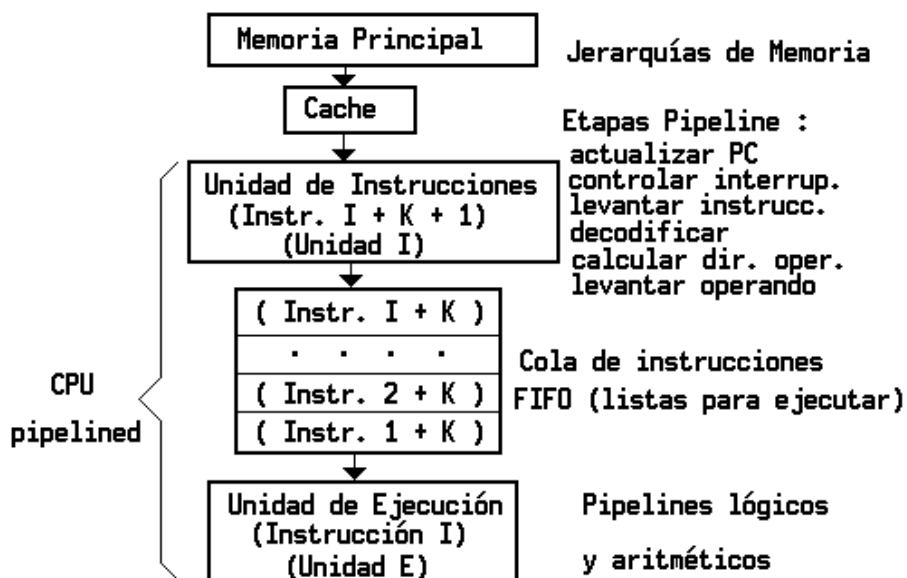 Memoria Principal
Jerarquías de Memoria
Cache
Etapas Pipeline :
actualizar PC
controlar interrup.
levantar instrucc.
decodificar
calcular dir. oper.
levantar operando
Unidad de Instrucciones
(Instr. I + K + 1)
(Unidad I)
( Instr. I + K )
. . . .
( Instr. 2 + K )
( Instr. 1 + K )
Cola de instrucciones
FIFO (listas para ejecutar)
CPU
pipelined
Unidad de Ejecución
(Instrucción I)
(Unidad E)
Pipelines lógicos
y aritméticos